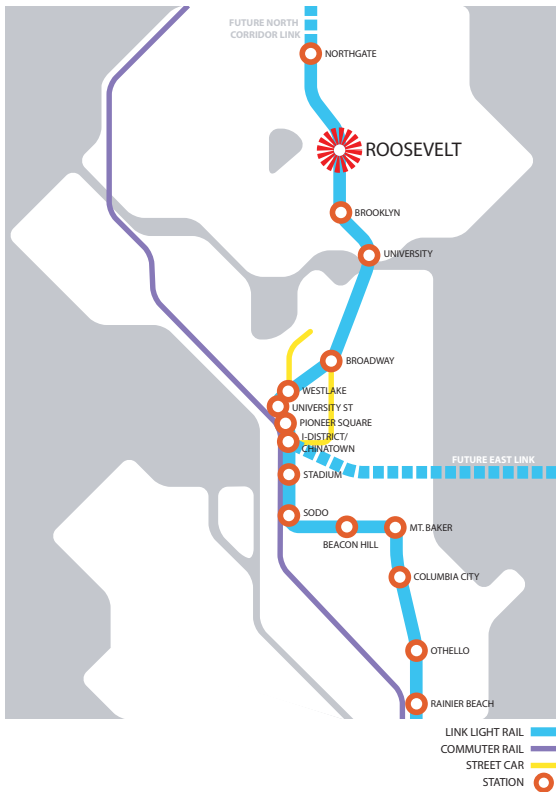 FUTURE NORTH
CORRIDOR LINK
NORTHGATE
ROOSEVELT
BROOKLYN
UNIVERSITY
BROADWAY
WESTLAKE
UNIVERSITY ST
PIONEER SQUARE
I-DISTRICT/
CHINATOWN
FUTURE EAST LINK
STADIUM
SODO
MT. BAKER
BEACON HILL
COLUMBIA CITY
OTHELLO
RAINIER BEACH
LINK LIGHT RAIL
COMMUTER RAIL
STREET CAR
STATION